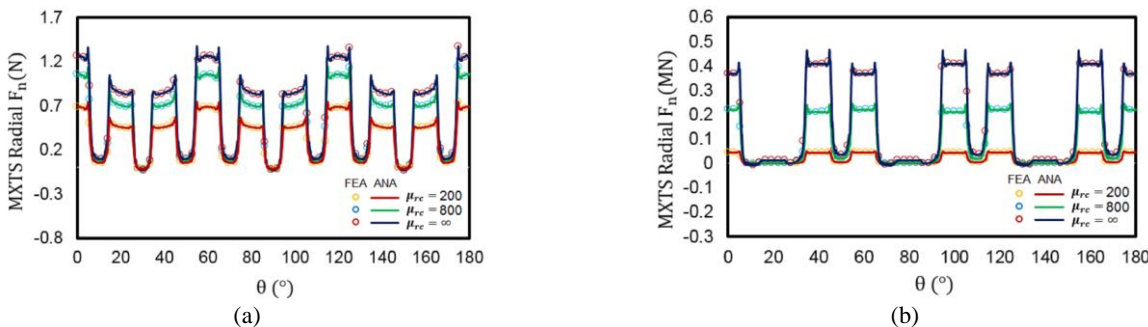 MXTS Radial Fn(N)
1.7
1.2
0.7
0.2
-0.3
-0.8
FEA ANA
μrc = 200
μrc = 800
μrc = ∞
0 20 40 60 80 100 120 140 160 180
θ (°)
(a)
MXTS Radial Fn(MN)
0.6
0.5
0.4
0.3
0.2
0.1
0
-0.1
-0.2
-0.3
FEA ANA
μrc = 200
μrc = 800
μrc = ∞
0 20 40 60 80 100 120 140 160 180
θ (°)
(b)